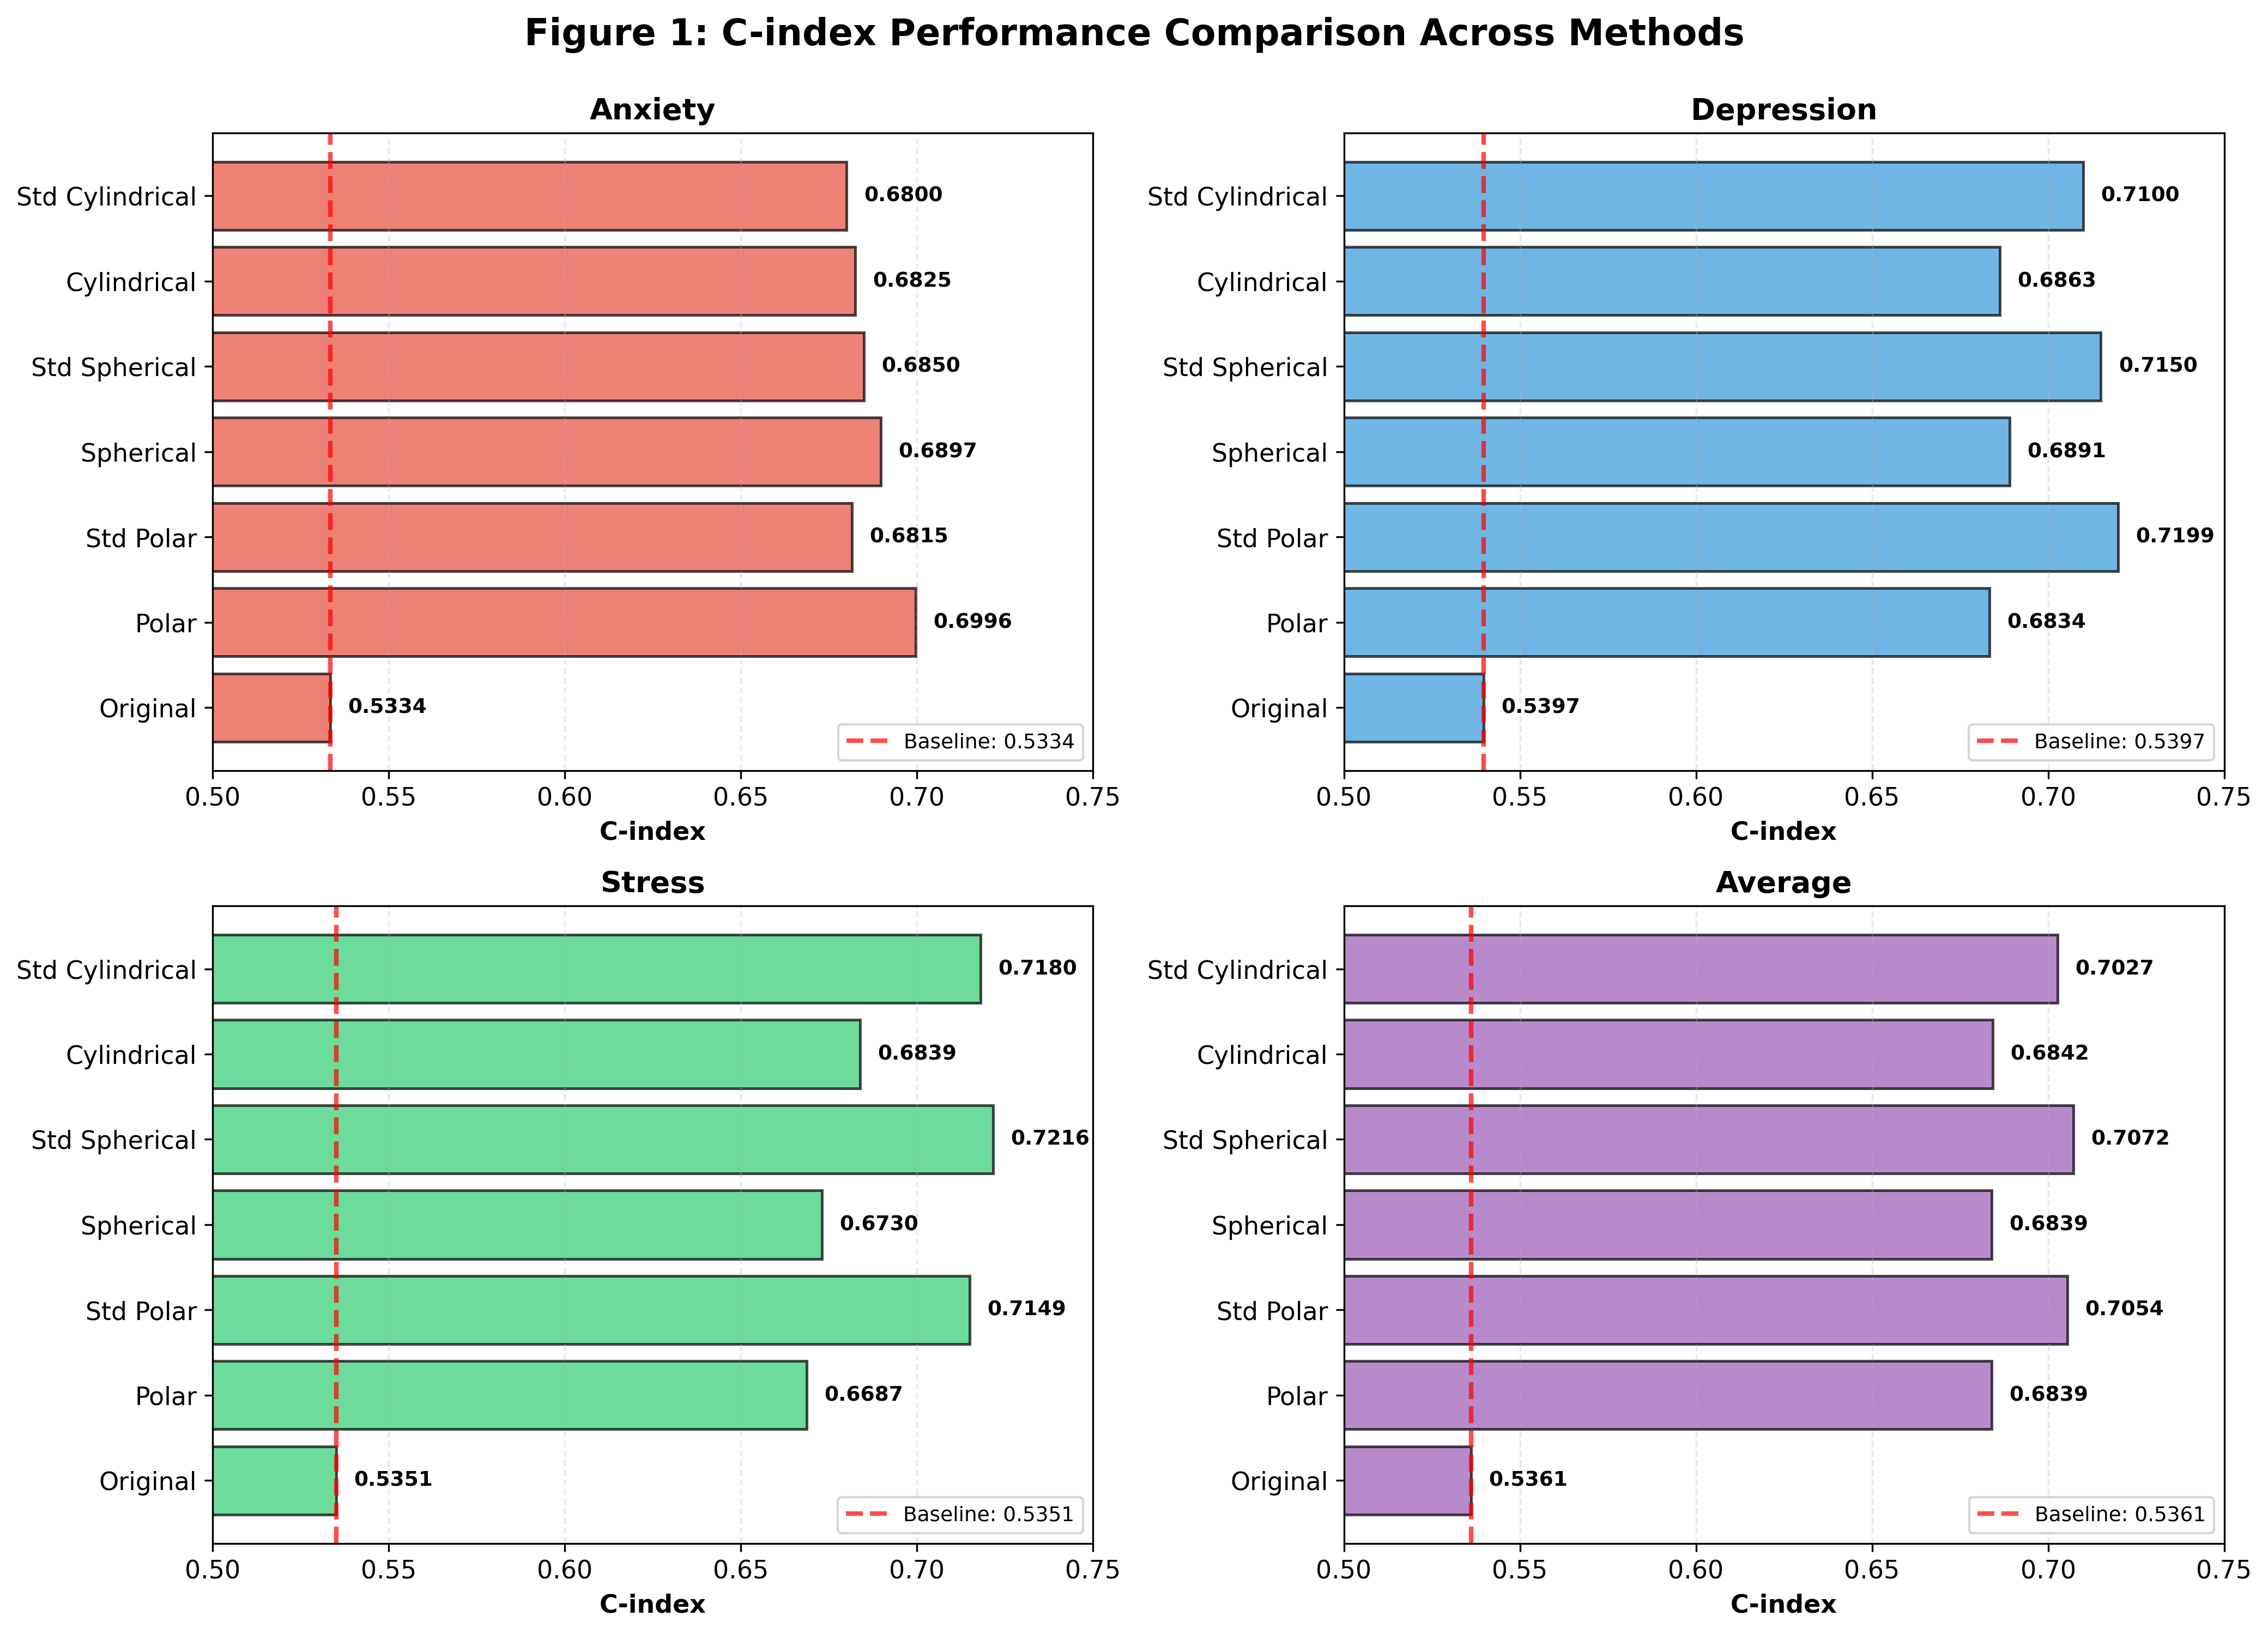 Figure 1: C-index Performance Comparison Across Methods
Anxiety
Std Cylindrical
0.6800
Cylindrical
0.6825
Std Spherical
0.6850
Spherical
0.6897
Std Polar
0.6815
Polar
0.6996
Original
0.5334
Baseline: 0.5334
0.50 0.55 0.60 0.65 0.70 0.75
C-index
Depression
Std Cylindrical
0.7100
Cylindrical
0.6863
Std Spherical
0.7150
Spherical
0.6891
Std Polar
0.7199
Polar
0.6834
Original
0.5397
Baseline: 0.5397
0.50 0.55 0.60 0.65 0.70 0.75
C-index
Stress
Std Cylindrical
0.7180
Cylindrical
0.6839
Std Spherical
0.7216
Spherical
0.6730
Std Polar
0.7149
Polar
0.6687
Original
0.5351
Baseline: 0.5351
0.50 0.55 0.60 0.65 0.70 0.75
C-index
Average
Std Cylindrical
0.7027
Cylindrical
0.6842
Std Spherical
0.7072
Spherical
0.6839
Std Polar
0.7054
Polar
0.6839
Original
0.5361
Baseline: 0.5361
0.50 0.55 0.60 0.65 0.70 0.75
C-index